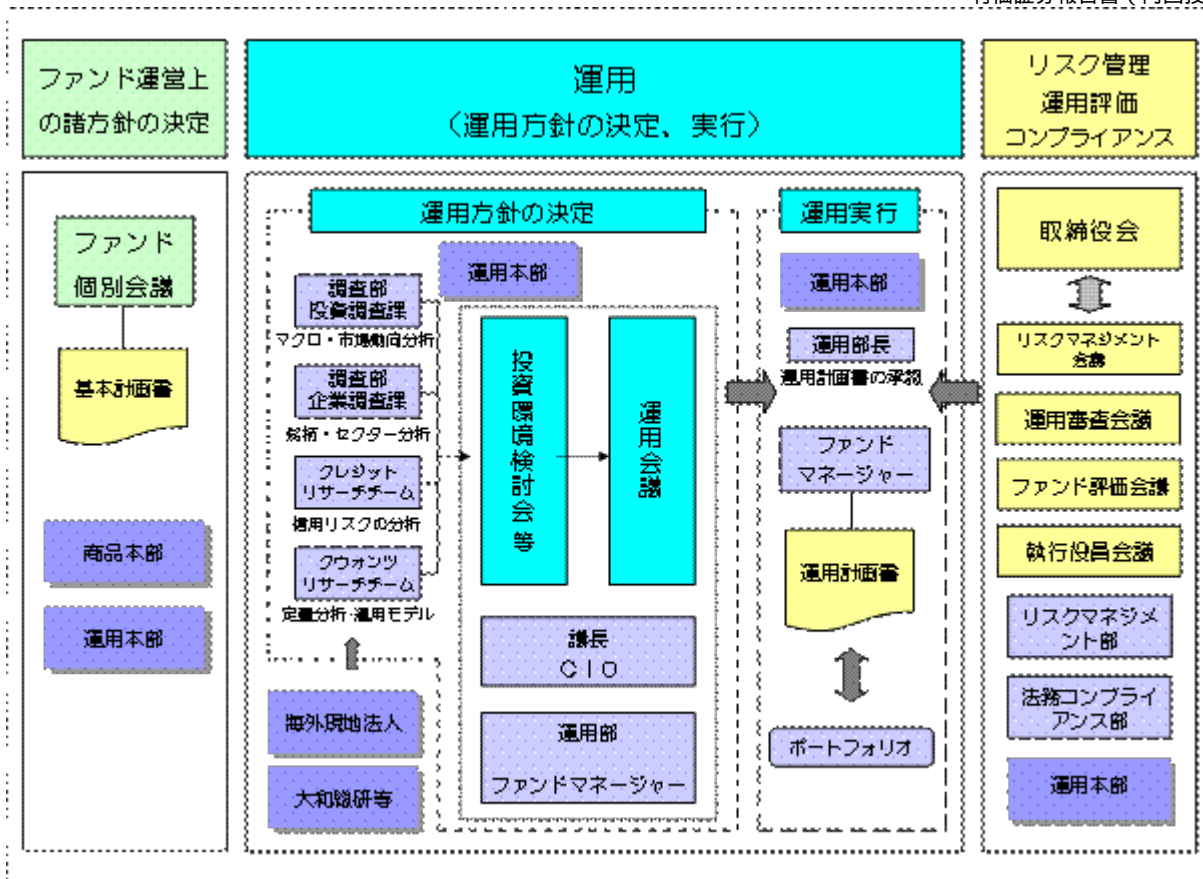 ファンド運営上
の諸方針の決定
運用
（運用方針の決定、実行）
リスク管理
運用評価
コンプライアンス
ファンド
個別会議
基本計画書
商品本部
運用本部
運用方針の決定
運用本部
調査部
投資調査課
マクロ・市場動向分析
調査部
企業調査課
銘柄・セクター分析
クレジット
リサーチチーム
信用リスクの分析
クウォンツ
リサーチチーム
定量分析・運用モデル
海外現地法人
大和総研等
投資環境検討会等
運用会議
議長
ＣＩＯ
運用部
ファンドマネージャー
運用実行
運用本部
運用部長
運用計画書の承認
ファンド
マネージャー
運用計画書
ポートフォリオ
取締役会
リスクマネジメント
会議
運用審査会議
ファンド評価会議
執行役員会議
リスクマネジメ
ント部
法務コンプライ
アンス部
運用本部